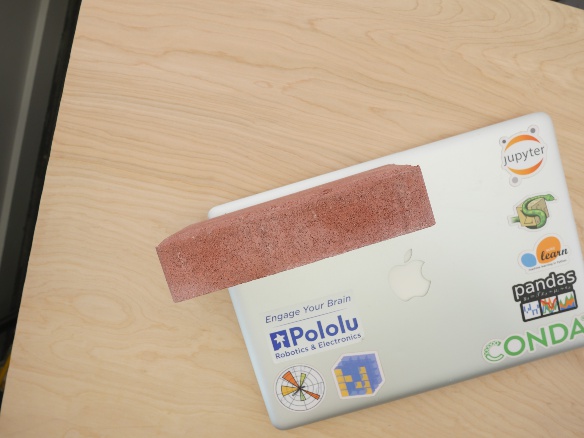 jupyter
learn
pandas
CONDA
Engage Your Brain
Pololu
Robotics & Electronics